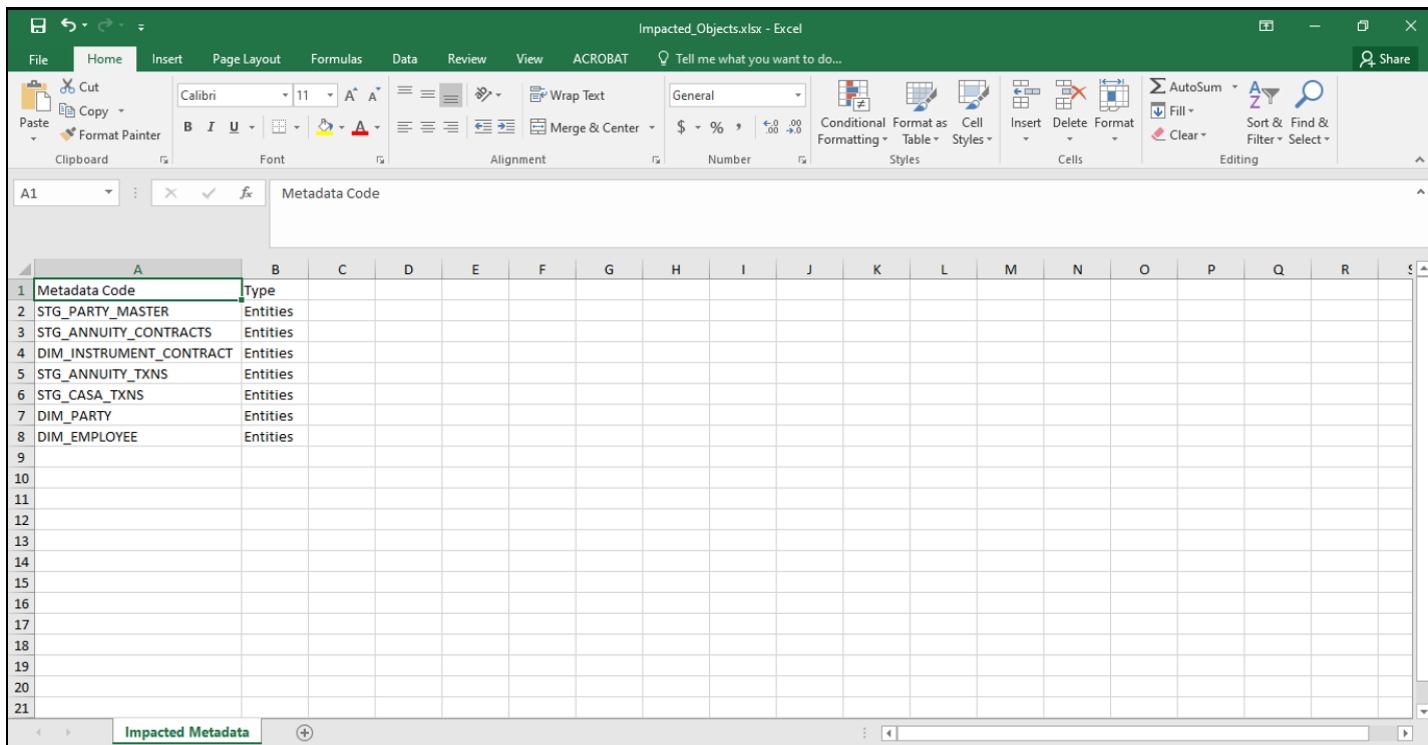 Impacted_Objects.xlsx - Excel
File Home Insert Page Layout Formulas Data Review View ACROBAT Tell me what you want to do... Share
Cut
Copy
Format Painter
Paste
Clipboard
Calibri 11 A A
B I U A
Font
Wrap Text
Merge & Center
Alignment
General
$ % , .0 .00 .00 .0
Number
Conditional Formatting
Format as Table
Cell Styles
Styles
Insert Delete Format
Cells
AutoSum
Fill
Clear
Sort & Filter
Find & Select
Editing
A1 fx Metadata Code
A B C D E F G H I J K L M N O P Q R S
1 Metadata Code Type
2 STG_PARTY_MASTER Entities
3 STG_ANNUITY_CONTRACTS Entities
4 DIM_INSTRUMENT_CONTRACT Entities
5 STG_ANNUITY_TXNS Entities
6 STG_CASA_TXNS Entities
7 DIM_PARTY Entities
8 DIM_EMPLOYEE Entities
9
10
11
12
13
14
15
16
17
18
19
20
21
Impacted Metadata